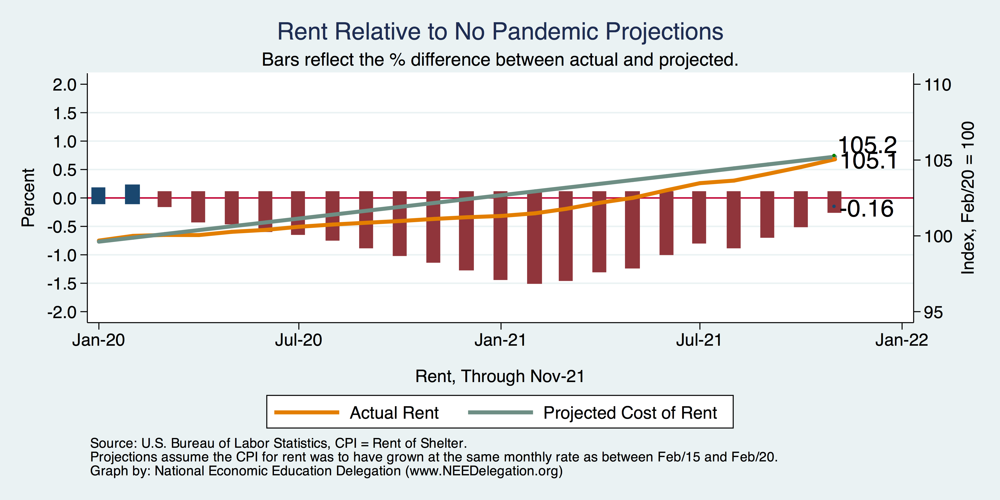 Rent Relative to No Pandemic Projections
Bars reflect the % difference between actual and projected.
2.0
1.5
1.0
0.5
0.0
-0.5
-1.0
-1.5
-2.0
Percent
110
105
100
95
Index, Feb/20 = 100
105.2
105.1
-0.16
Jan-20
Jul-20
Jan-21
Jul-21
Jan-22
Rent, Through Nov-21
Actual Rent
Projected Cost of Rent
Source: U.S. Bureau of Labor Statistics, CPI = Rent of Shelter.
Projections assume the CPI for rent was to have grown at the same monthly rate as between Feb/15 and Feb/20.
Graph by: National Economic Education Delegation (www.NEEDelegation.org)